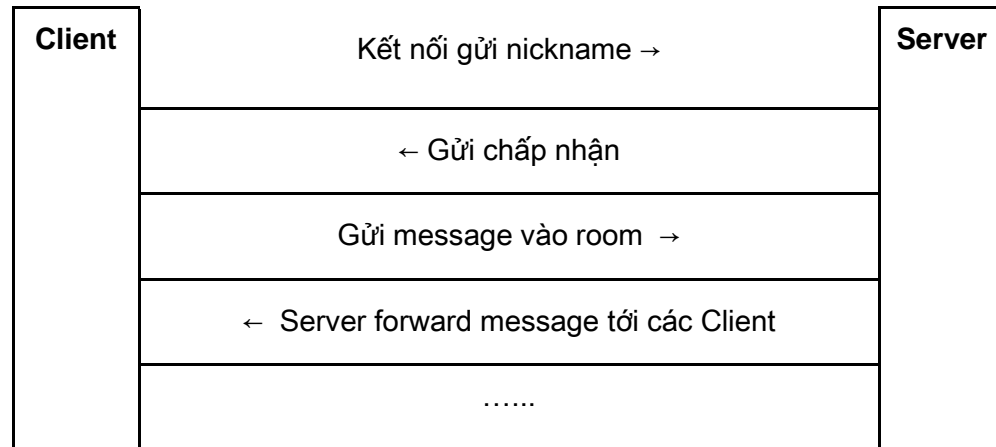 Client
Kết nối gửi nickname →
Server
← Gửi chấp nhận
Gửi message vào room →
← Server forward message tới các Client
…...